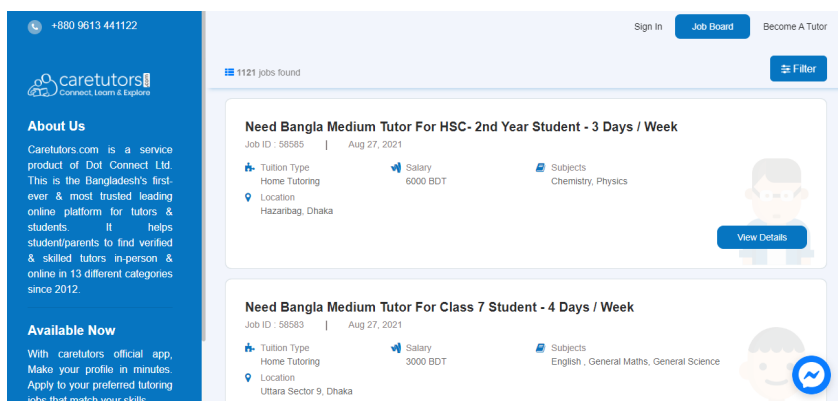 +880 9613 441122
Sign In
Job Board
Become A Tutor
caretutors
Connect, Learn & Explore
1121 jobs found
Filter
About Us
Caretutors.com is a service
product of Dot Connect Ltd.
This is the Bangladesh's first-
ever & most trusted leading
online platform for tutors &
students. It helps
student/parents to find verified
& skilled tutors in-person &
online in 13 different categories
since 2012.
Available Now
With caretutors official app,
Make your profile in minutes.
Apply to your preferred tutoring
jobs that match your skills
Need Bangla Medium Tutor For HSC- 2nd Year Student - 3 Days / Week
Job ID : 58585 | Aug 27, 2021
Tuition Type
Home Tutoring
Salary
6000 BDT
Subjects
Chemistry, Physics
Location
Hazaribag, Dhaka
View Details
Need Bangla Medium Tutor For Class 7 Student - 4 Days / Week
Job ID : 58583 | Aug 27, 2021
Tuition Type
Home Tutoring
Salary
3000 BDT
Subjects
English , General Maths, General Science
Location
Uttara Sector 9, Dhaka